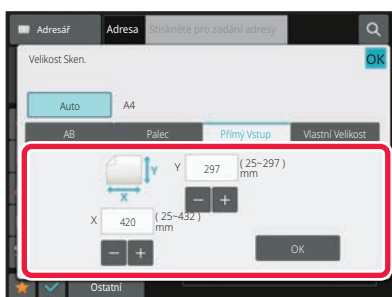 Adresář
Adresa
Stiskněte pro zadání adresy
Velikost Sken.
OK
Auto
A4
AB
Palec
Přímý Vstup
Vlastní Velikost
Y
X
Y
297
( 25~297 )
mm
X
420
( 25~432 )
mm
OK
Ostatní